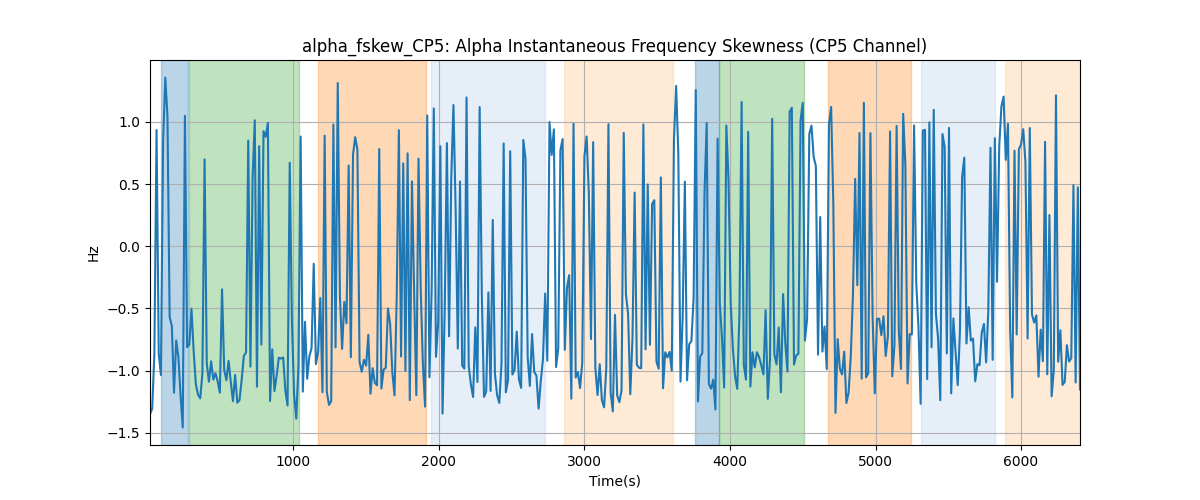 alpha_fskew_CP5: Alpha Instantaneous Frequency Skewness (CP5 Channel)
Hz
1.0
0.5
0.0
−0.5
−1.0
−1.5
1000 2000 3000 4000 5000 6000
Time(s)